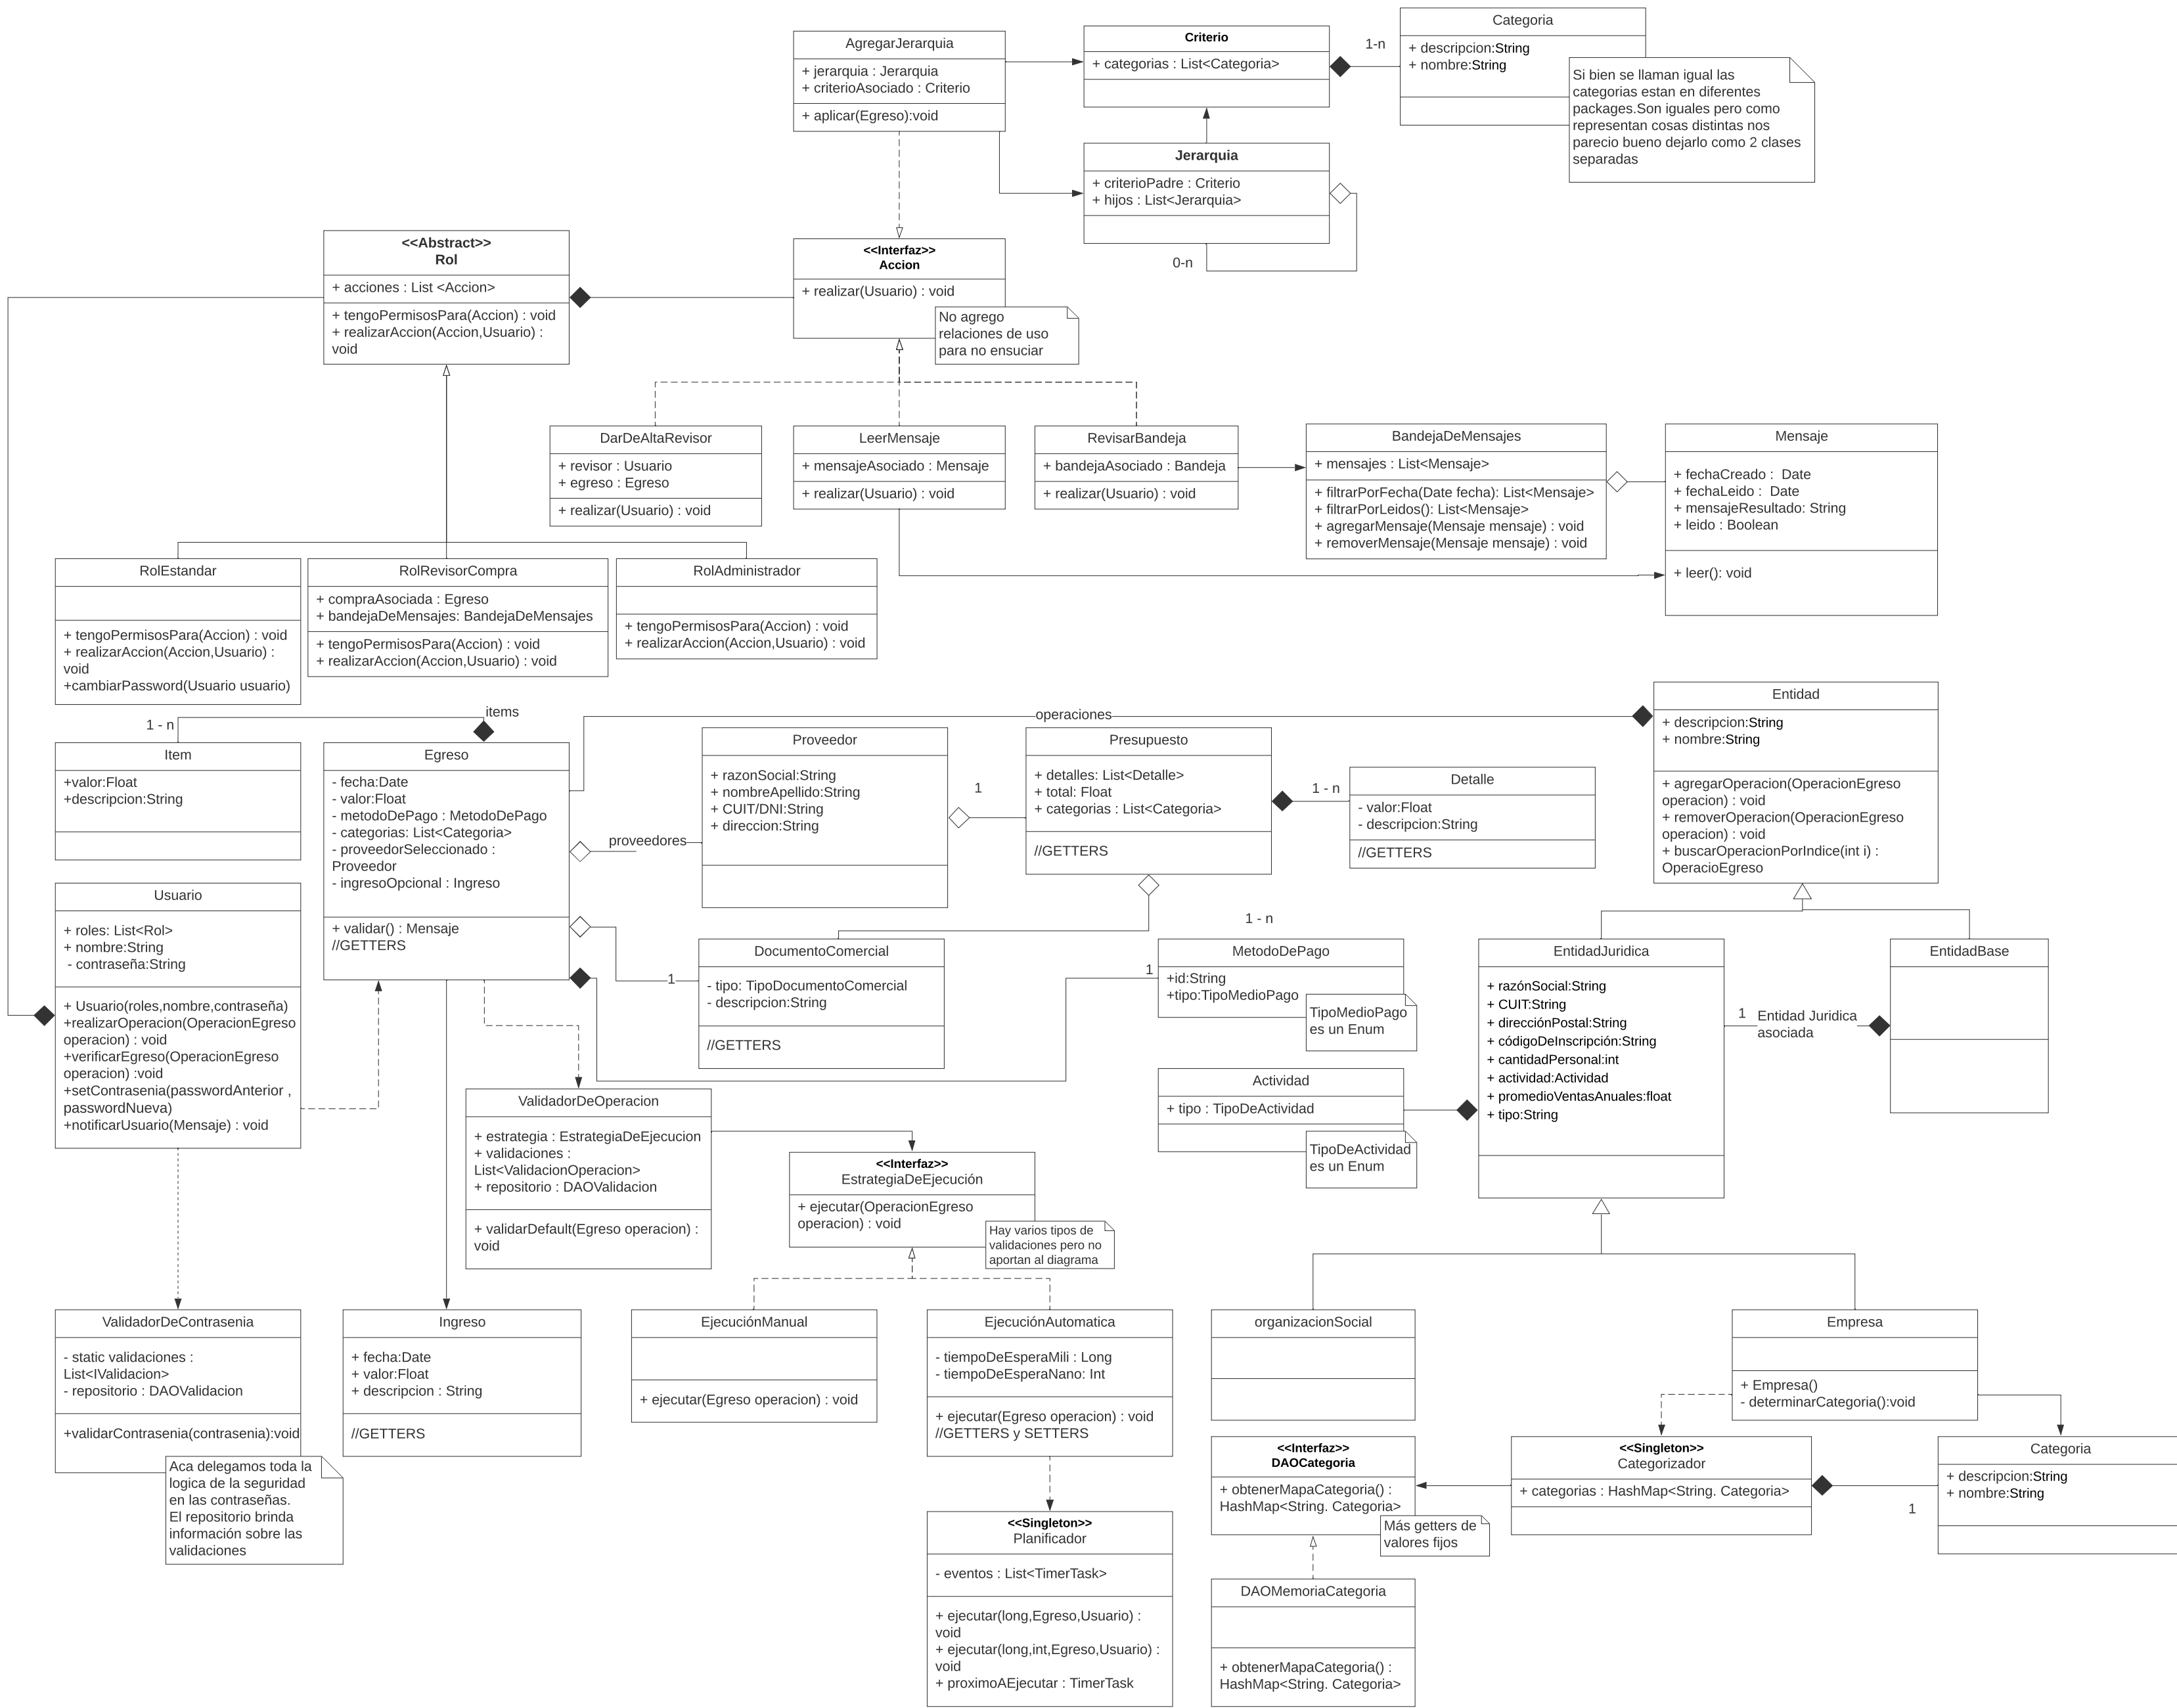 AgregarJerarquia
+ jerarquia : Jerarquia
+ criterioAsociado : Criterio
+ aplicar(Egreso):void
Criterio
+ categorias : List<Categoria>
1-n
Categoria
+ descripcion:String
+ nombre:String
Si bien se llaman igual las
categorias estan en diferentes
packages.Son iguales pero como
representan cosas distintas nos
parecio bueno dejarlo como 2 clases
separadas
Jerarquia
+ criterioPadre : Criterio
+ hijos : List<Jerarquia>
0-n
<<Abstract>>
Rol
+ acciones : List <Accion>
+ tengoPermisosPara(Accion) : void
+ realizarAccion(Accion,Usuario) :
void
<<Interfaz>>
Accion
+ realizar(Usuario) : void
No agrego
relaciones de uso
para no ensuciar
DarDeAltaRevisor
+ revisor : Usuario
+ egreso : Egreso
+ realizar(Usuario) : void
LeerMensaje
+ mensajeAsociado : Mensaje
+ realizar(Usuario) : void
RevisarBandeja
+ bandejaAsociado : Bandeja
+ realizar(Usuario) : void
BandejaDeMensajes
+ mensajes : List<Mensaje>
+ filtrarPorFecha(Date fecha): List<Mensaje>
+ filtrarPorLeidos(): List<Mensaje>
+ agregarMensaje(Mensaje mensaje) : void
+ removerMensaje(Mensaje mensaje) : void
Mensaje
+ fechaCreado :  Date
+ fechaLeido :  Date
+ mensajeResultado: String
+ leido : Boolean
+ leer(): void
RolEstandar
+ tengoPermisosPara(Accion) : void
+ realizarAccion(Accion,Usuario) :
void
+cambiarPassword(Usuario usuario)
RolRevisorCompra
+ compraAsociada : Egreso
+ bandejaDeMensajes: BandejaDeMensajes
+ tengoPermisosPara(Accion) : void
+ realizarAccion(Accion,Usuario) : void
RolAdministrador
+ tengoPermisosPara(Accion) : void
+ realizarAccion(Accion,Usuario) : void
1 - n
items
operaciones
Item
+valor:Float
+descripcion:String
Egreso
- fecha:Date
- valor:Float
- metodoDePago : MetodoDePago
- categorias: List<Categoria>
- proveedorSeleccionado :
Proveedor
- ingresoOpcional : Ingreso
+ validar() : Mensaje
//GETTERS
proveedores
Proveedor
+ razonSocial:String
+ nombreApellido:String
+ CUIT/DNI:String
+ direccion:String
1
Presupuesto
+ detalles: List<Detalle>
+ total: Float
+ categorias : List<Categoria>
//GETTERS
1 - n
Detalle
- valor:Float
- descripcion:String
//GETTERS
Entidad
+ descripcion:String
+ nombre:String
+ agregarOperacion(OperacionEgreso
operacion) : void
+ removerOperacion(OperacionEgreso
operacion) : void
+ buscarOperacionPorIndice(int i) :
OperacioEgreso
Usuario
+ roles: List<Rol>
+ nombre:String
- contraseña:String
+ Usuario(roles,nombre,contraseña)
+realizarOperacion(OperacionEgreso
operacion) : void
+verificarEgreso(OperacionEgreso
operacion) :void
+setContrasenia(passwordAnterior ,
passwordNueva)
+notificarUsuario(Mensaje) : void
1
DocumentoComercial
- tipo: TipoDocumentoComercial
- descripcion:String
//GETTERS
1 - n
1
MetodoDePago
+id:String
+tipo:TipoMedioPago
TipoMedioPago
es un Enum
Actividad
+ tipo : TipoDeActividad
TipoDeActividad
es un Enum
EntidadJuridica
+ razónSocial:String
+ CUIT:String
+ direcciónPostal:String
+ códigoDeInscripción:String
+ cantidadPersonal:int
+ actividad:Actividad
+ promedioVentasAnuales:float
+ tipo:String
1
Entidad Juridica
asociada
EntidadBase
ValidadorDeOperacion
+ estrategia : EstrategiaDeEjecucion
+ validaciones :
List<ValidacionOperacion>
+ repositorio : DAOValidacion
+ validarDefault(Egreso operacion) :
void
<<Interfaz>>
EstrategiaDeEjecución
+ ejecutar(OperacionEgreso
operacion) : void
Hay varios tipos de
validaciones pero no
aportan al diagrama
ValidadorDeContrasenia
- static validaciones :
List<IValidacion>
- repositorio : DAOValidacion
+validarContrasenia(contrasenia):void
Aca delegamos toda la
logica de la seguridad
en las contraseñas.
El repositorio brinda
información sobre las
validaciones
Ingreso
+ fecha:Date
+ valor:Float
+ descripcion : String
//GETTERS
EjecuciónManual
+ ejecutar(Egreso operacion) : void
EjecuciónAutomatica
- tiempoDeEsperaMili : Long
- tiempoDeEsperaNano: Int
+ ejecutar(Egreso operacion) : void
//GETTERS y SETTERS
<<Singleton>>
Planificador
- eventos : List<TimerTask>
+ ejecutar(long,Egreso,Usuario) :
void
+ ejecutar(long,int,Egreso,Usuario) :
void
+ proximoAEjecutar : TimerTask
organizacionSocial
Empresa
+ Empresa()
- determinarCategoria():void
<<Interfaz>>
DAOCategoria
+ obtenerMapaCategoria() :
HashMap<String. Categoria>
Más getters de
valores fijos
<<Singleton>>
Categorizador
+ categorias : HashMap<String. Categoria>
1
Categoria
+ descripcion:String
+ nombre:String
DAOMemoriaCategoria
+ obtenerMapaCategoria() :
HashMap<String. Categoria>